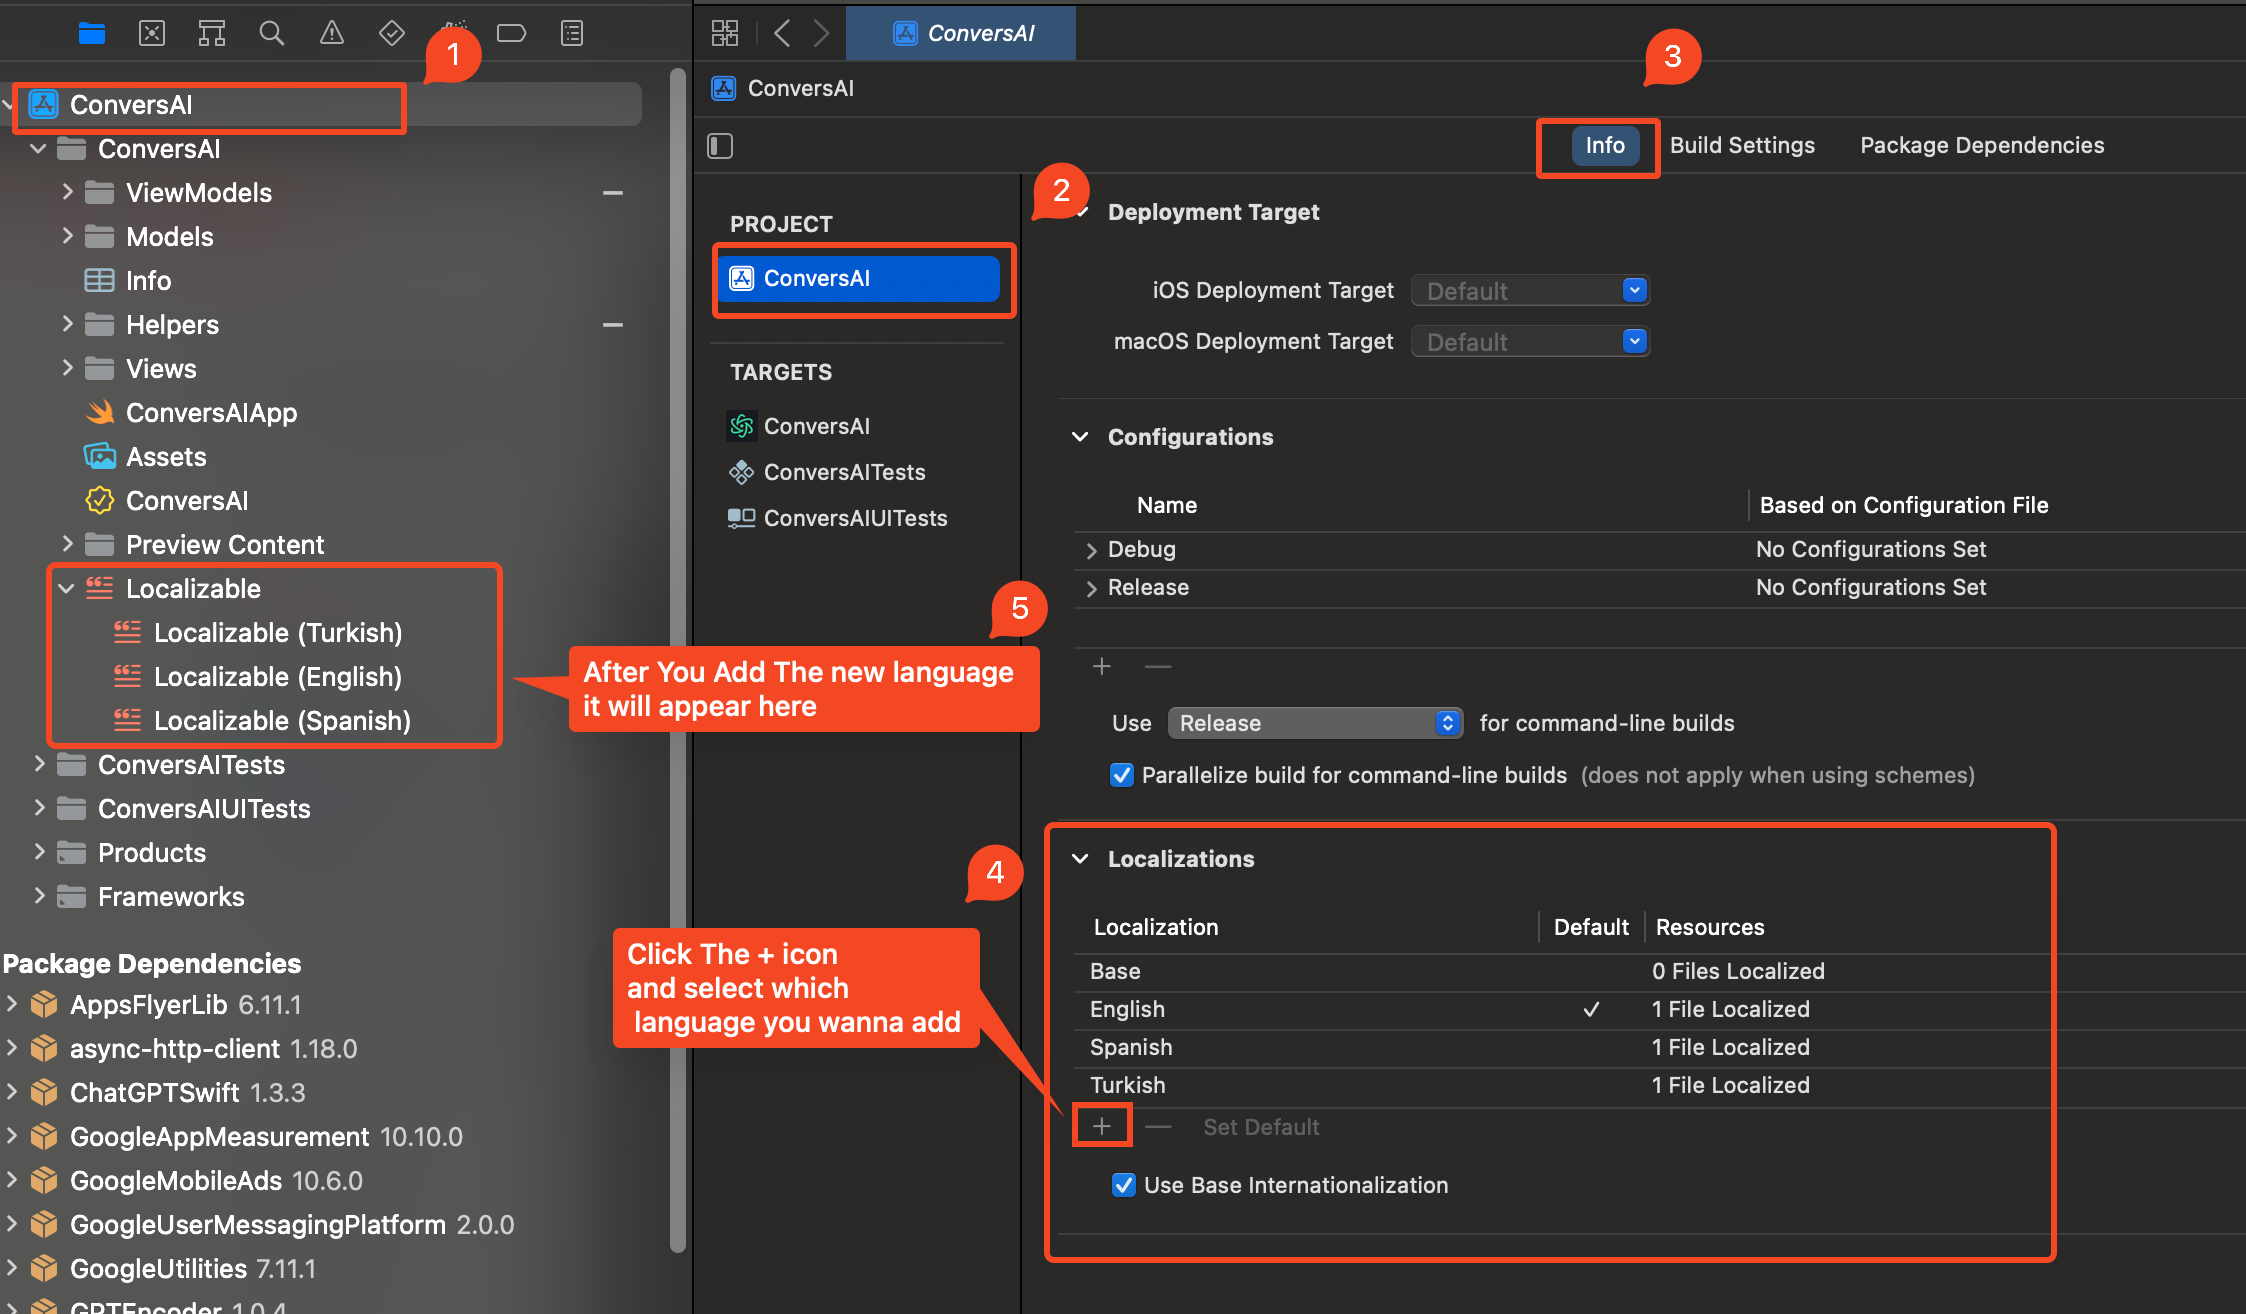 1
ConversAI
ConversAI
ViewModels
Models
Info
Helpers
Views
ConversAIApp
Assets
ConversAI
Preview Content
Localizable
Localizable (Turkish)
Localizable (English)
Localizable (Spanish)
ConversAITests
ConversAIUITests
Products
Frameworks
Package Dependencies
AppsFlyerLib 6.11.1
async-http-client 1.18.0
ChatGPTSwift 1.3.3
GoogleAppMeasurement 10.10.0
GoogleMobileAds 10.6.0
GoogleUserMessagingPlatform 2.0.0
GoogleUtilities 7.11.1
GPTEncoder 1.0.4
ConversAI
ConversAI
3
Info Build Settings Package Dependencies
2
PROJECT
ConversAI
TARGETS
ConversAI
ConversAITests
ConversAIUITests
Deployment Target
iOS Deployment Target Default
macOS Deployment Target Default
Configurations
Name Based on Configuration File
Debug No Configurations Set
Release No Configurations Set
5
After You Add The new language
it will appear here
Use Release for command-line builds
Parallelize build for command-line builds (does not apply when using schemes)
4
Click The + icon
and select which
language you wanna add
Localizations
Localization Default Resources
Base 0 Files Localized
English 1 File Localized
Spanish 1 File Localized
Turkish 1 File Localized
Set Default
Use Base Internationalization